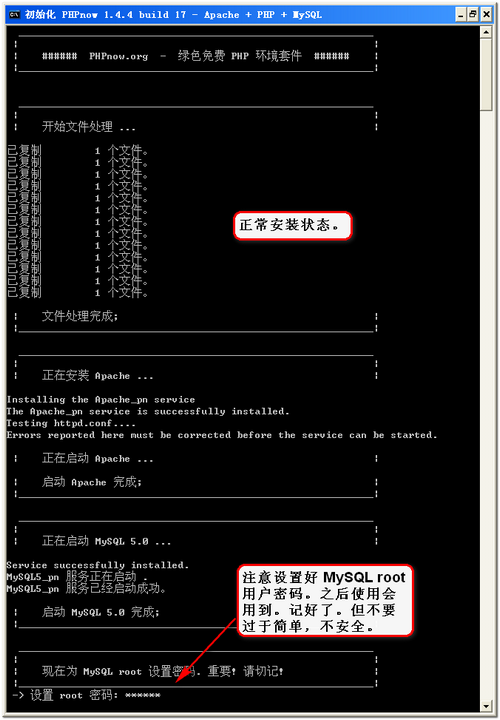 初始化 PHPnow 1.4.4 build 17 - Apache + PHP + MySQL
###### PHPnow.org - 绿色免费 PHP 环境套件 ######
开始文件处理 ...
已复制 1 个文件。
已复制 1 个文件。
已复制 1 个文件。
已复制 1 个文件。
已复制 1 个文件。
已复制 1 个文件。
已复制 1 个文件。
已复制 1 个文件。
已复制 1 个文件。
已复制 1 个文件。
已复制 1 个文件。
已复制 1 个文件。
已复制 1 个文件。
正常安装状态。
文件处理完成;
正在安装 Apache ...
Installing the Apache_pn service
The Apache_pn service is successfully installed.
Testing httpd.conf....
Errors reported here must be corrected before the service can be started.
正在启动 Apache ...
启动 Apache 完成;
正在启动 MySQL 5.0 ...
Service successfully installed.
MySQL5_pn 服务正在启动 .
MySQL5_pn 服务已经启动成功。
启动 MySQL 5.0 完成;
注意设置好 MySQL root
用户密码。之后使用会
用到。记好了。但不要
过于简单，不安全。
现在为 MySQL root 设置密码. 重要! 请切记!
-> 设置 root 密码: ******